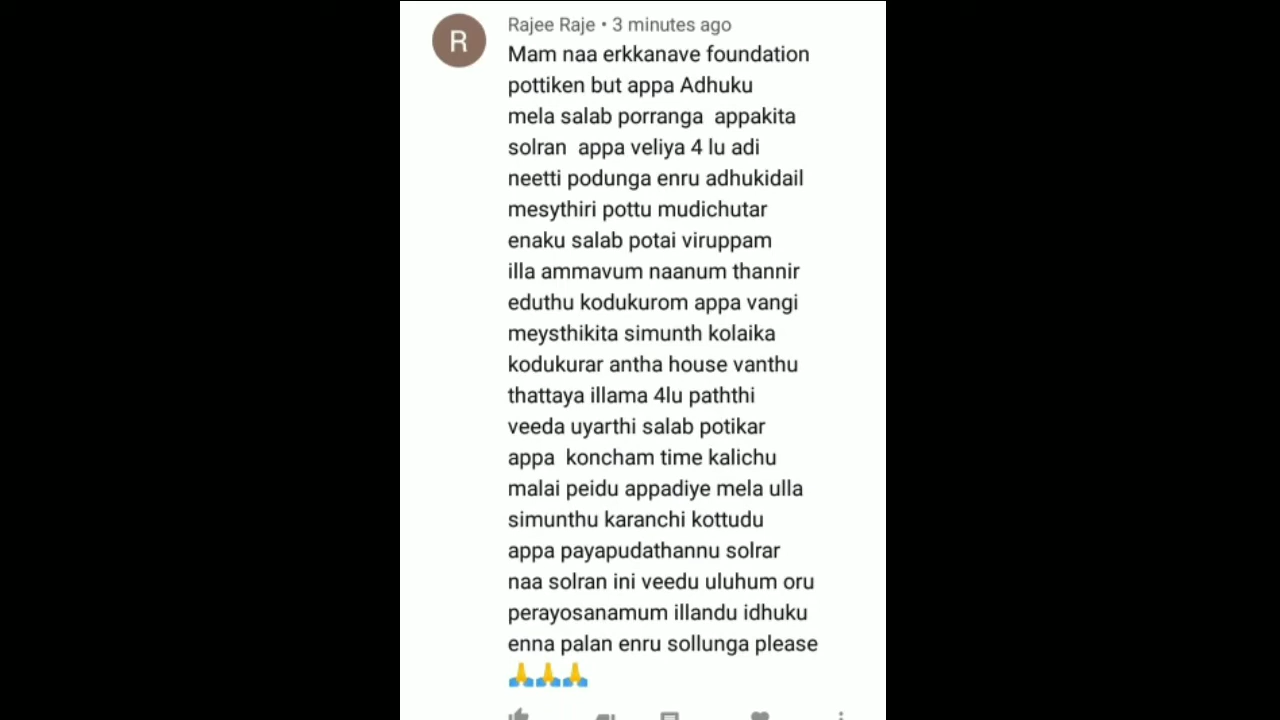 R
Rajee Raje • 3 minutes ago
Mam naa erkkanave foundation
pottiken but appa Adhuku
mela salab porranga  appakita
solran  appa veliya 4 lu adi
neetti podunga enru adhukidail
mesythiri pottu mudichutar
enaku salab potai viruppam
illa ammavum naanum thannir
eduthu kodukurom appa vangi
meysthikita simunth kolaika
kodukurar antha house vanthu
thattaya illama 4lu paththi
veeda uyarthi salab potikar
appa  koncham time kalichu
malai peidu appadiye mela ulla
simunthu karanchi kottudu
appa payapudathannu solrar
naa solran ini veedu uluhum oru
perayosanamum illandu idhuku
enna palan enru sollunga please
🙏🙏🙏